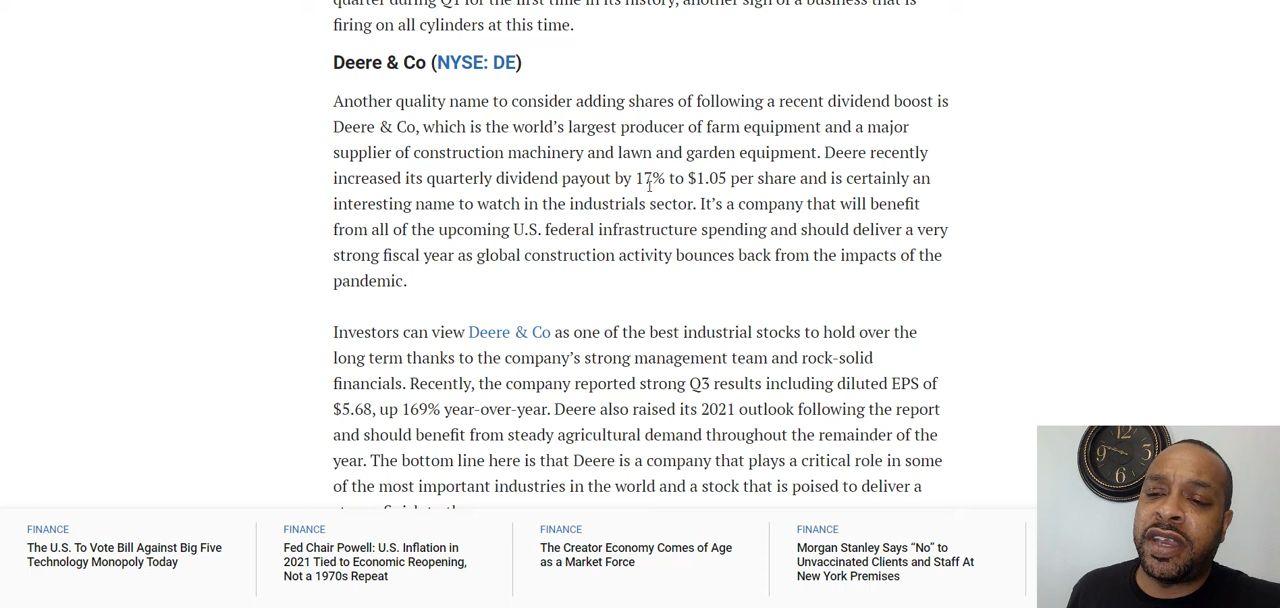 quarter during Q1 for the first time in its history, another sign of a business that is
firing on all cylinders at this time.
Deere & Co (NYSE: DE)
Another quality name to consider adding shares of following a recent dividend boost is
Deere & Co, which is the world's largest producer of farm equipment and a major
supplier of construction machinery and lawn and garden equipment. Deere recently
increased its quarterly dividend payout by 17% to $1.05 per share and is certainly an
interesting name to watch in the industrials sector. It's a company that will benefit
from all of the upcoming U.S. federal infrastructure spending and should deliver a very
strong fiscal year as global construction activity bounces back from the impacts of the
pandemic.
Investors can view Deere & Co as one of the best industrial stocks to hold over the
long term thanks to the company's strong management team and rock-solid
financials. Recently, the company reported strong Q3 results including diluted EPS of
$5.68, up 169% year-over-year. Deere also raised its 2021 outlook following the report
and should benefit from steady agricultural demand throughout the remainder of the
year. The bottom line here is that Deere is a company that plays a critical role in some
of the most important industries in the world and a stock that is poised to deliver a
FINANCE
The U.S. To Vote Bill Against Big Five
Technology Monopoly Today
FINANCE
Fed Chair Powell: U.S. Inflation in
2021 Tied to Economic Reopening,
Not a 1970s Repeat
FINANCE
The Creator Economy Comes of Age
as a Market Force
FINANCE
Morgan Stanley Says “No” to
Unvaccinated Clients and Staff At
New York Premises
12
9
3
6